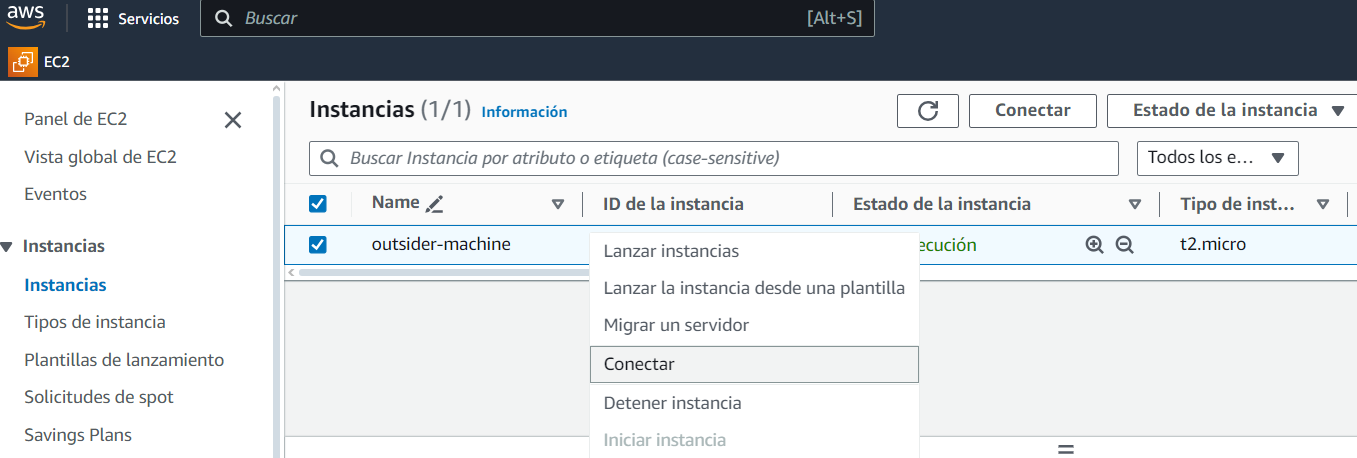 aws
Servicios
Buscar
[Alt+S]
EC2
Panel de EC2
Vista global de EC2
Eventos
Instancias
Instancias
Tipos de instancia
Plantillas de lanzamiento
Solicitudes de spot
Savings Plans
Instancias (1/1) Información
Conectar
Estado de la instancia
Buscar Instancia por atributo o etiqueta (case-sensitive)
Todos los e...
Name
ID de la instancia
Estado de la instancia
Tipo de inst...
outsider-machine
ecución
t2.micro
Lanzar instancias
Lanzar la instancia desde una plantilla
Migrar un servidor
Conectar
Detener instancia
Iniciar instancia